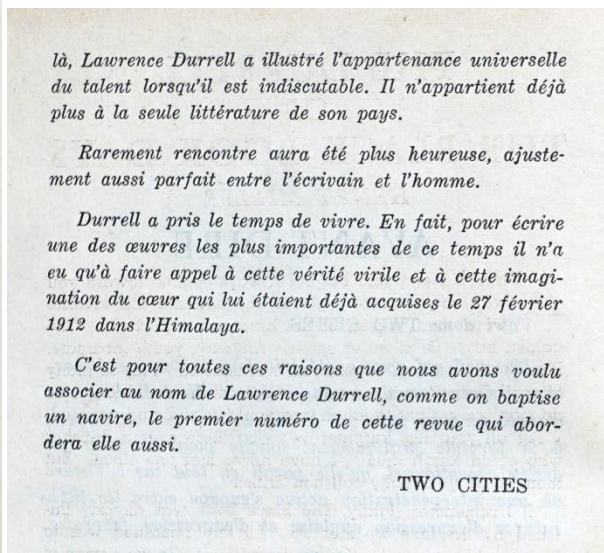 là, Lawrence Durrell a illustré l'appartenance universelle
du talent lorsqu'il est indiscutable. Il n'appartient déjà
plus à la seule littérature de son pays.
Rarement rencontre aura été plus heureuse, ajuste-
ment aussi parfait entre l'écrivain et l'homme.
Durrell a pris le temps de vivre. En fait, pour écrire
une des œuvres les plus importantes de ce temps il n'a
eu qu'à faire appel à cette vérité virile et à cette imagi-
nation du cœur qui lui étaient déjà acquises le 27 février
1912 dans l'Himalaya.
C'est pour toutes ces raisons que nous avons voulu
associer au nom de Lawrence Durrell, comme on baptise
un navire, le premier numéro de cette revue qui abor-
dera elle aussi.
TWO CITIES